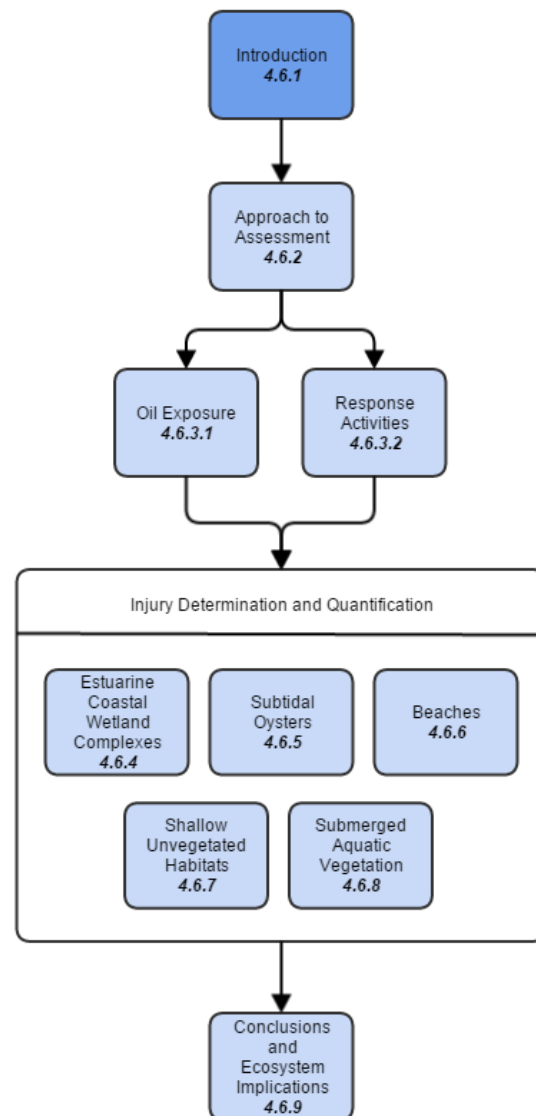 Introduction
4.6.1
Approach to
Assessment
4.6.2
Oil Exposure
4.6.3.1
Response
Activities
4.6.3.2
Injury Determination and Quantification
Estuarine
Coastal
Wetland
Complexes
4.6.4
Subtidal
Oysters
4.6.5
Beaches
4.6.6
Shallow
Unvegetated
Habitats
4.6.7
Submerged
Aquatic
Vegetation
4.6.8
Conclusions
and
Ecosystem
Implications
4.6.9